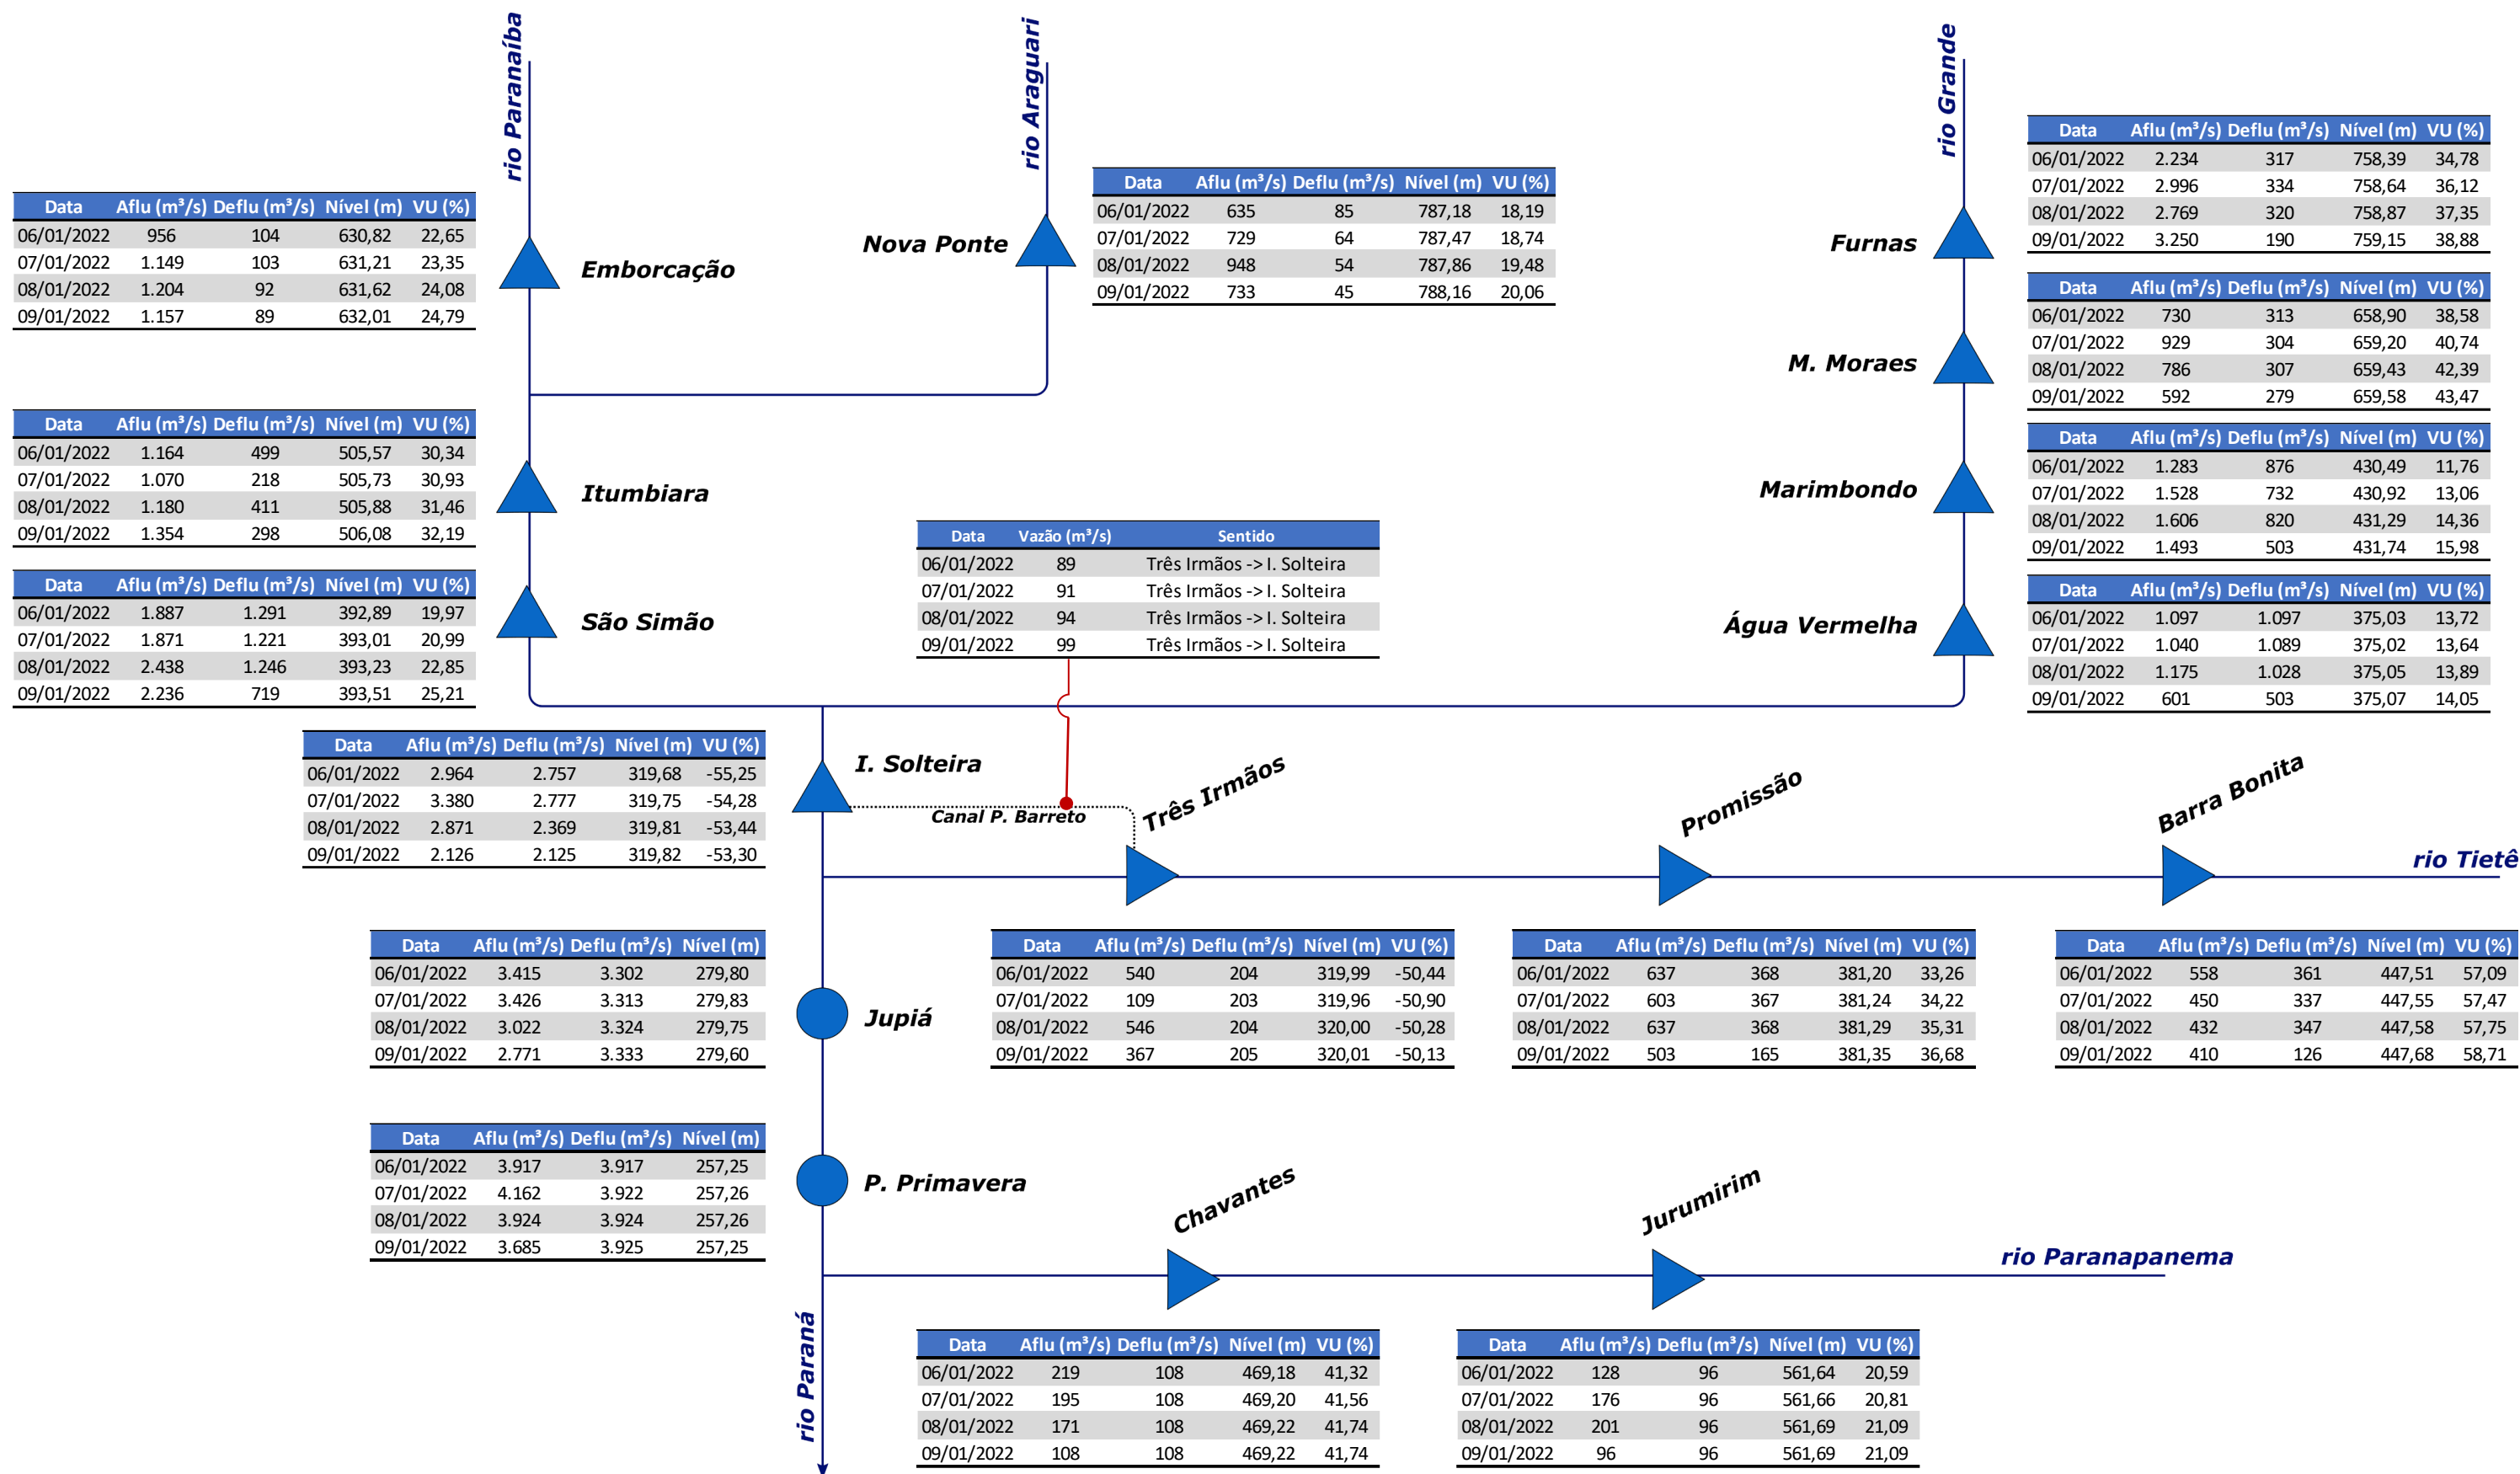 rio Paranaíba
rio Araguari
rio Grande
Data Aflu (m³/s) Deflu (m³/s) Nível (m) VU (%)
06/01/2022 2.234 317 758,39 34,78
07/01/2022 2.996 334 758,64 36,12
08/01/2022 2.769 320 758,87 37,35
09/01/2022 3.250 190 759,15 38,88
Furnas
Data Aflu (m³/s) Deflu (m³/s) Nível (m) VU (%)
06/01/2022 635 85 787,18 18,19
07/01/2022 729 64 787,47 18,74
08/01/2022 948 54 787,86 19,48
09/01/2022 733 45 788,16 20,06
Nova Ponte
Data Aflu (m³/s) Deflu (m³/s) Nível (m) VU (%)
06/01/2022 956 104 630,82 22,65
07/01/2022 1.149 103 631,21 23,35
08/01/2022 1.204 92 631,62 24,08
09/01/2022 1.157 89 632,01 24,79
Emborcação
Data Aflu (m³/s) Deflu (m³/s) Nível (m) VU (%)
06/01/2022 730 313 658,90 38,58
07/01/2022 929 304 659,20 40,74
08/01/2022 786 307 659,43 42,39
09/01/2022 592 279 659,58 43,47
M. Moraes
Data Aflu (m³/s) Deflu (m³/s) Nível (m) VU (%)
06/01/2022 1.164 499 505,57 30,34
07/01/2022 1.070 218 505,73 30,93
08/01/2022 1.180 411 505,88 31,46
09/01/2022 1.354 298 506,08 32,19
Itumbiara
Data Aflu (m³/s) Deflu (m³/s) Nível (m) VU (%)
06/01/2022 1.283 876 430,49 11,76
07/01/2022 1.528 732 430,92 13,06
08/01/2022 1.606 820 431,29 14,36
09/01/2022 1.493 503 431,74 15,98
Marimbondo
Data Vazão (m³/s) Sentido
06/01/2022 89 Três Irmãos -> I. Solteira
07/01/2022 91 Três Irmãos -> I. Solteira
08/01/2022 94 Três Irmãos -> I. Solteira
09/01/2022 99 Três Irmãos -> I. Solteira
Data Aflu (m³/s) Deflu (m³/s) Nível (m) VU (%)
06/01/2022 1.887 1.291 392,89 19,97
07/01/2022 1.871 1.221 393,01 20,99
08/01/2022 2.438 1.246 393,23 22,85
09/01/2022 2.236 719 393,51 25,21
São Simão
Data Aflu (m³/s) Deflu (m³/s) Nível (m) VU (%)
06/01/2022 1.097 1.097 375,03 13,72
07/01/2022 1.040 1.089 375,02 13,64
08/01/2022 1.175 1.028 375,05 13,89
09/01/2022 601 503 375,07 14,05
Água Vermelha
Data Aflu (m³/s) Deflu (m³/s) Nível (m) VU (%)
06/01/2022 2.964 2.757 319,68 -55,25
07/01/2022 3.380 2.777 319,75 -54,28
08/01/2022 2.871 2.369 319,81 -53,44
09/01/2022 2.126 2.125 319,82 -53,30
I. Solteira
Canal P. Barreto
Três Irmãos
Promissão
Barra Bonita
rio Tietê
Data Aflu (m³/s) Deflu (m³/s) Nível (m)
06/01/2022 3.415 3.302 279,80
07/01/2022 3.426 3.313 279,83
08/01/2022 3.022 3.324 279,75
09/01/2022 2.771 3.333 279,60
Jupiá
Data Aflu (m³/s) Deflu (m³/s) Nível (m) VU (%)
06/01/2022 540 204 319,99 -50,44
07/01/2022 109 203 319,96 -50,90
08/01/2022 546 204 320,00 -50,28
09/01/2022 367 205 320,01 -50,13
Data Aflu (m³/s) Deflu (m³/s) Nível (m) VU (%)
06/01/2022 637 368 381,20 33,26
07/01/2022 603 367 381,24 34,22
08/01/2022 637 368 381,29 35,31
09/01/2022 503 165 381,35 36,68
Data Aflu (m³/s) Deflu (m³/s) Nível (m) VU (%)
06/01/2022 558 361 447,51 57,09
07/01/2022 450 337 447,55 57,47
08/01/2022 432 347 447,58 57,75
09/01/2022 410 126 447,68 58,71
Data Aflu (m³/s) Deflu (m³/s) Nível (m)
06/01/2022 3.917 3.917 257,25
07/01/2022 4.162 3.922 257,26
08/01/2022 3.924 3.924 257,26
09/01/2022 3.685 3.925 257,25
P. Primavera
Chavantes
Jurumirim
rio Paranapanema
rio Paraná
Data Aflu (m³/s) Deflu (m³/s) Nível (m) VU (%)
06/01/2022 219 108 469,18 41,32
07/01/2022 195 108 469,20 41,56
08/01/2022 171 108 469,22 41,74
09/01/2022 108 108 469,22 41,74
Data Aflu (m³/s) Deflu (m³/s) Nível (m) VU (%)
06/01/2022 128 96 561,64 20,59
07/01/2022 176 96 561,66 20,81
08/01/2022 201 96 561,69 21,09
09/01/2022 96 96 561,69 21,09